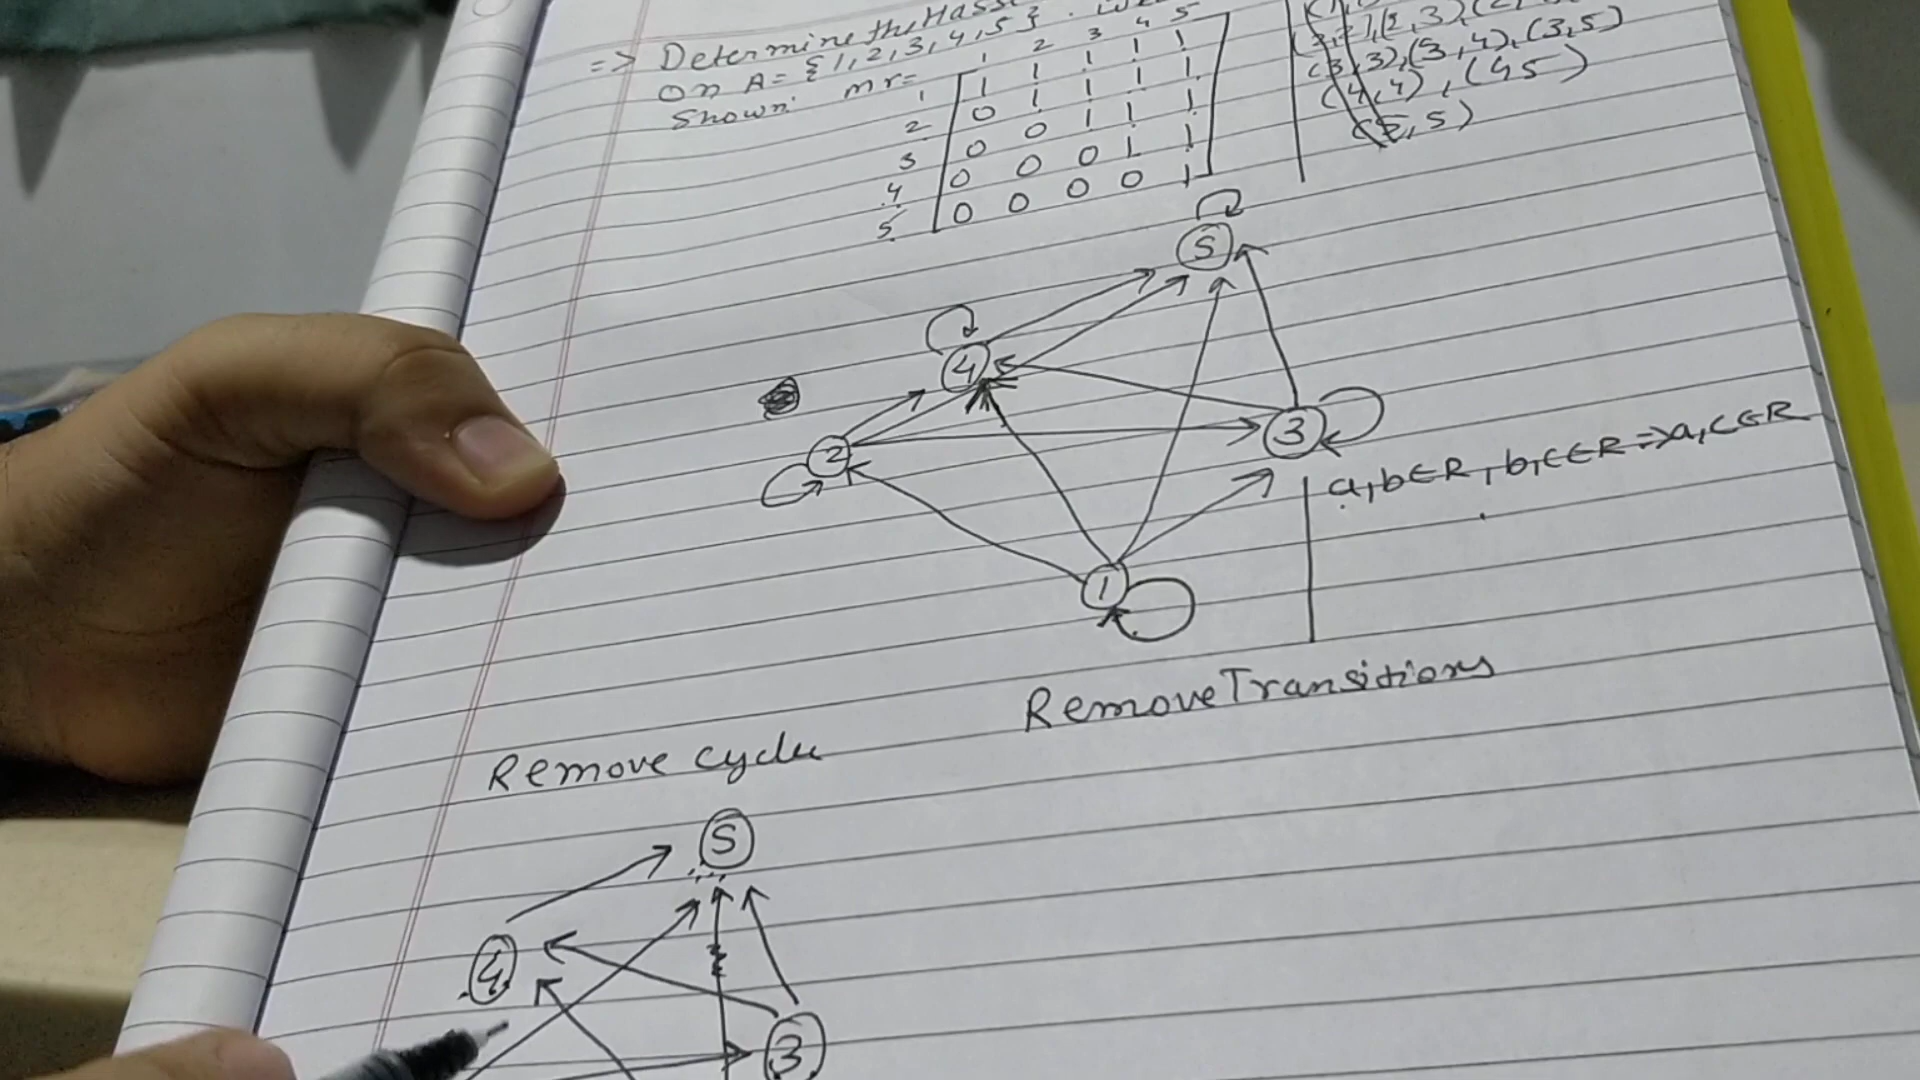 => Determine the Hass
on A = {1,2,3,4,5}.
shown: mr=
1 2 3 4 5
1 1 1 1 1 1
2 0 1 1 1 1
3 0 0 1 1 1
4 0 0 0 1 1
5 0 0 0 0 1
(3,3),(3,4),(3,5)
(4,4),(45)
(5,5)
5
4
2
3
1
a,b∈R, b,c∈R => a,c∈R
Remove Transitions
Remove cycle
5
4
3